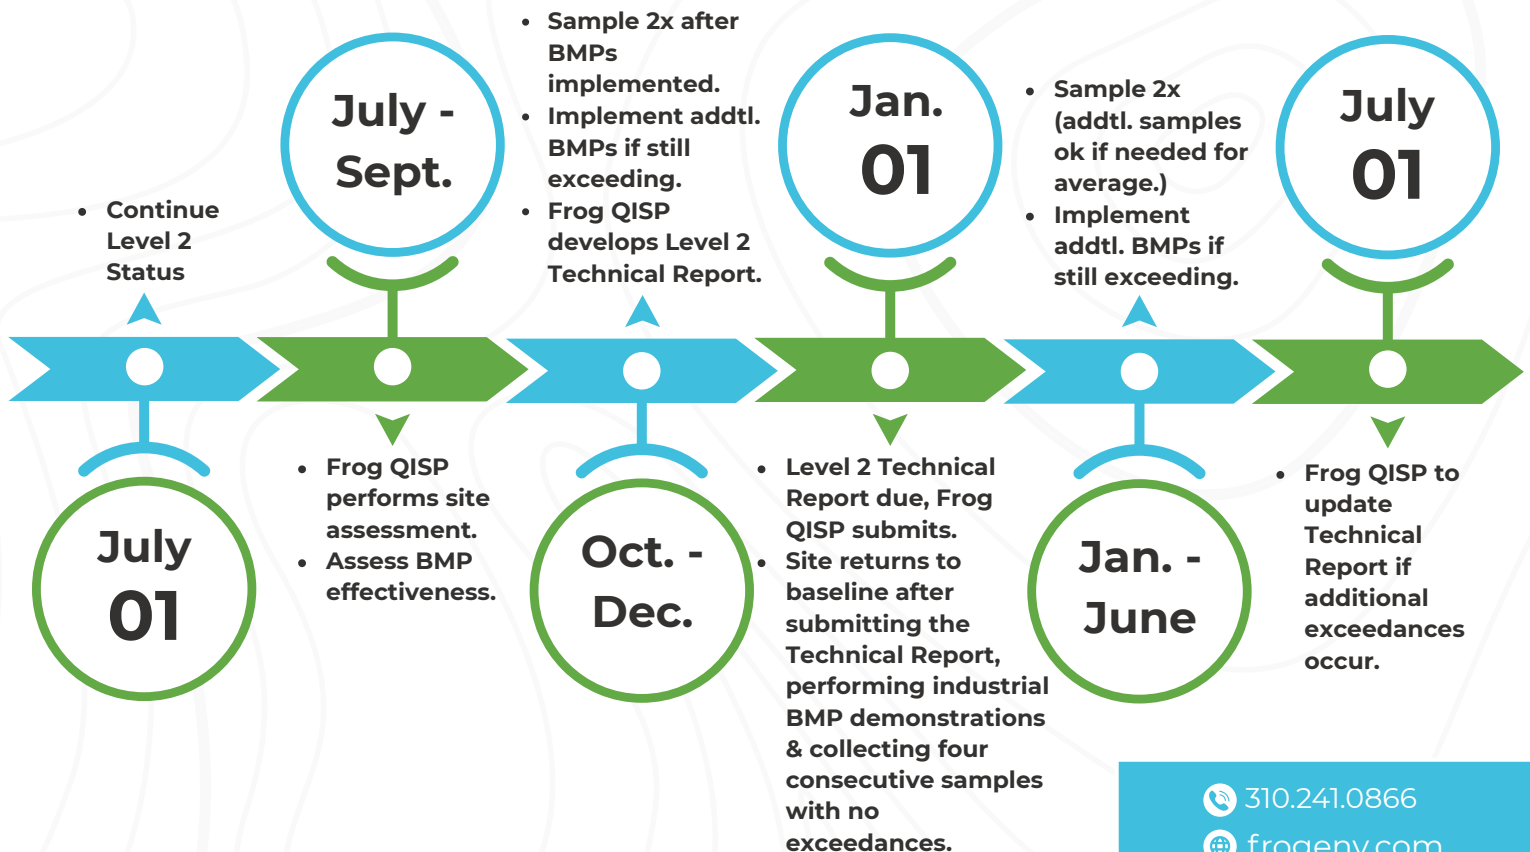 • Continue
Level 2
Status
July
01
July -
Sept.
• Frog QISP
performs site
assessment.
• Assess BMP
effectiveness.
• Sample 2x after
BMPs
implemented.
• Implement addtl.
BMPs if still
exceeding.
• Frog QISP
develops Level 2
Technical Report.
Oct. -
Dec.
Jan.
01
• Level 2 Technical
Report due, Frog
QISP submits.
• Site returns to
baseline after
submitting the
Technical Report,
performing industrial
BMP demonstrations
& collecting four
consecutive samples
with no
exceedances.
• Sample 2x
(addtl. samples
ok if needed for
average.)
• Implement
addtl. BMPs if
still exceeding.
Jan. -
June
July
01
• Frog QISP to
update
Technical
Report if
additional
exceedances
occur.
310.241.0866
frogenv.com